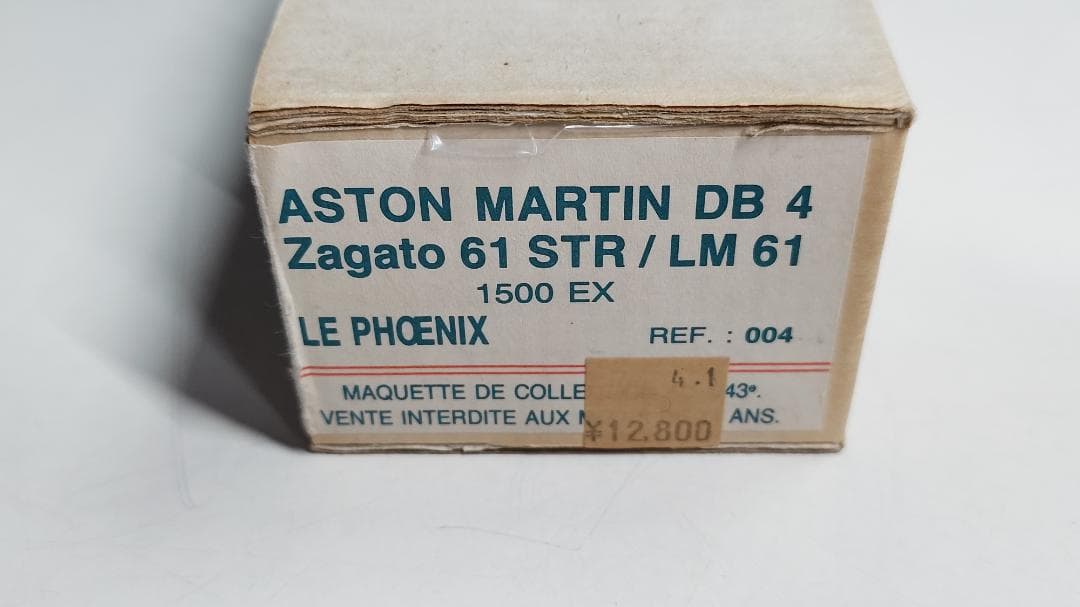 ASTON MARTIN DB 4
Zagato 61 STR / LM 61
1500 EX
LE PHŒNIX REF. : 004
4.1
MAQUETTE DE COLLE 43e.
VENTE INTERDITE AUX ANS.
¥12,800